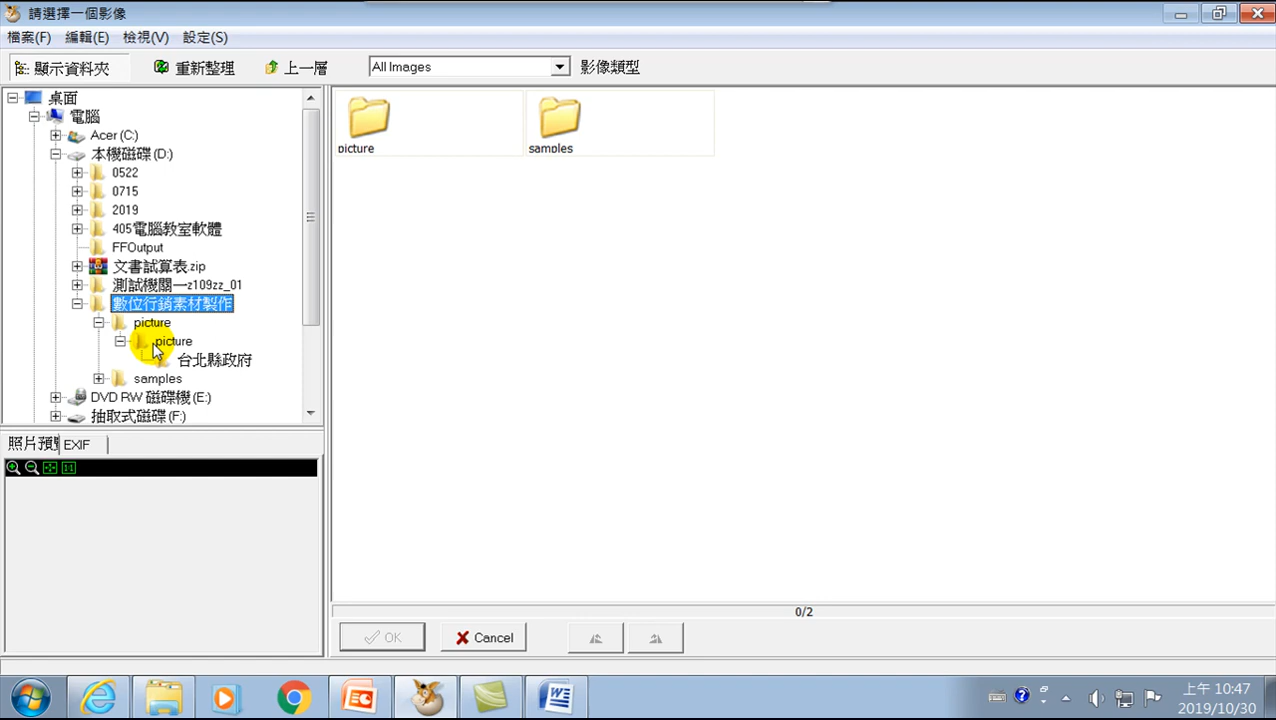 請選擇一個影像
檔案(F) 編輯(E) 檢視(V) 設定(S)
顯示資料夾 重新整理 上一層 All Images 影像類型
桌面
電腦
Acer (C:)
本機磁碟 (D:)
0522
0715
2019
405電腦教室軟體
FFOutput
文書試算表.zip
測試機關一z109zz_01
數位行銷素材製作
picture
picture
台北縣政府
samples
DVD RW 磁碟機 (E:)
抽取式磁碟 (F:)
picture samples
照片預覽 EXIF
1:1
0/2
OK Cancel
上午 10:47
2019/10/30